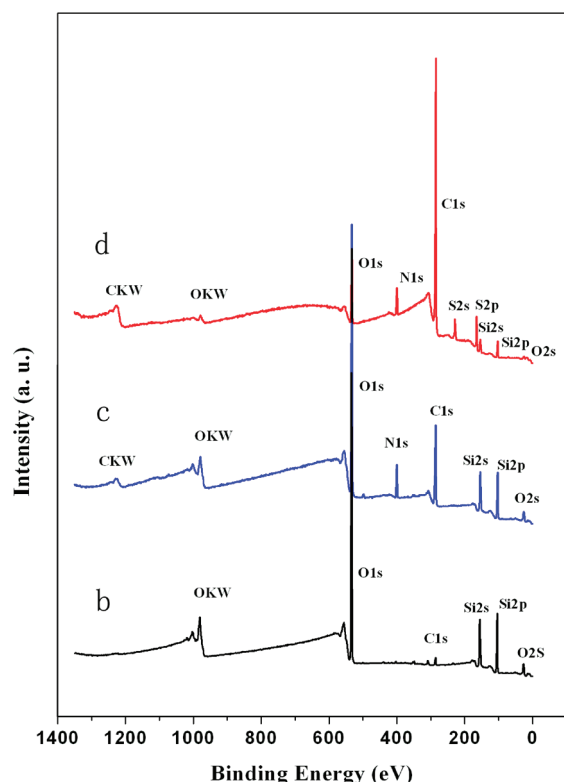 C1s
d
O1s
N1s
CKW
OKW
S2s
S2p
Si2s
Si2p
O2s
O1s
c
C1s
OKW
N1s
CKW
Si2s
Si2p
O2s
O1s
b
OKW
Si2s
Si2p
C1s
O2S
Intensity (a. u.)
1400 1200 1000 800 600 400 200 0
Binding Energy (eV)